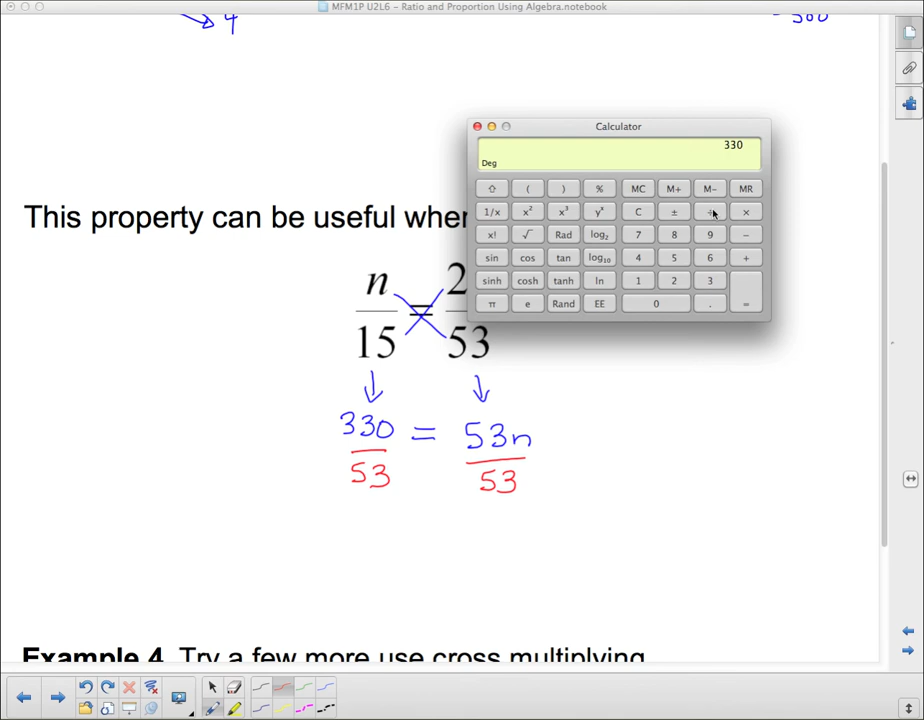 MFM1P U2L6 – Ratio and Proportion Using Algebra.notebook
4
This property can be useful when
Calculator
330
Deg
( ) % MC M+ M– MR
1/x x² x³ yˣ C ± ÷ ×
x! √ Rad log₂ 7 8 9 –
sin cos tan log₁₀ 4 5 6 +
sinh cosh tanh ln 1 2 3
π e Rand EE 0 . =
n = 2
15 53
330 = 53n
53 53
Example 4 Try a few more use cross multiplying